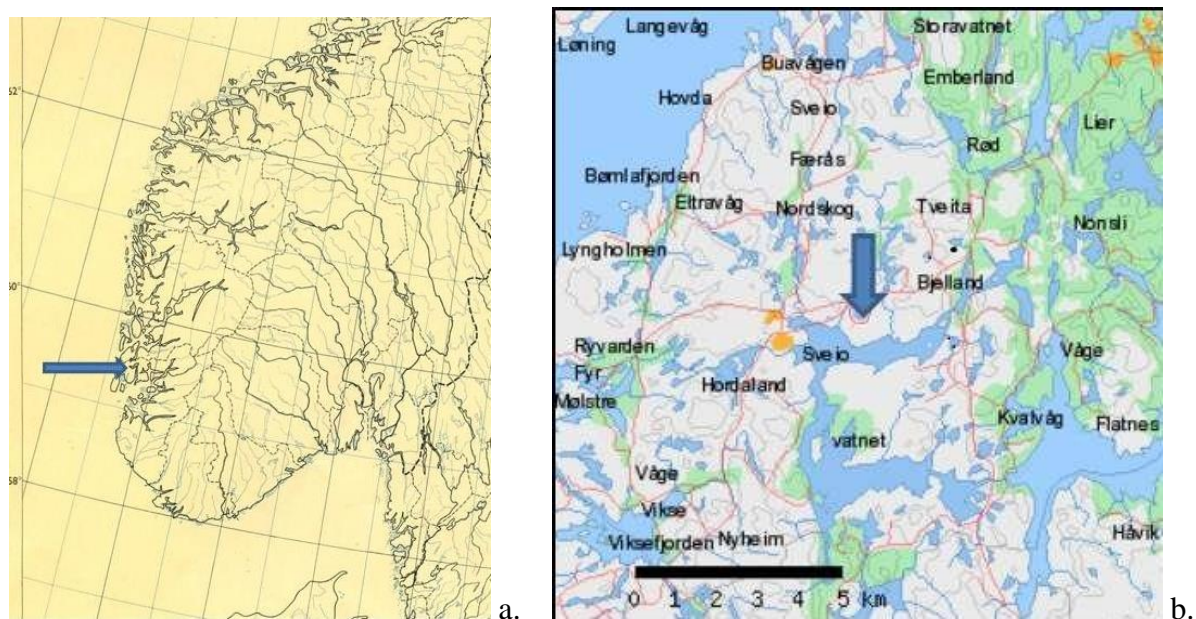 62°
60°
58°
a.
Langevåg
Løning
Storavatnet
Buavågen
Emberland
Hovda
Sveio
Lier
Rød
Færås
Bømlafjorden
Eltravåg
Nordskog
Tveita
Nonsli
Lyngholmen
Bjelland
Ryvarden
Fyr
Sveio
Våge
Hordaland
Mølstre
Kvalvåg
Flatnes
vatnet
Våge
Vikse
Viksefjorden
Nyheim
Håvik
0 1 2 3 4 5 km
b.